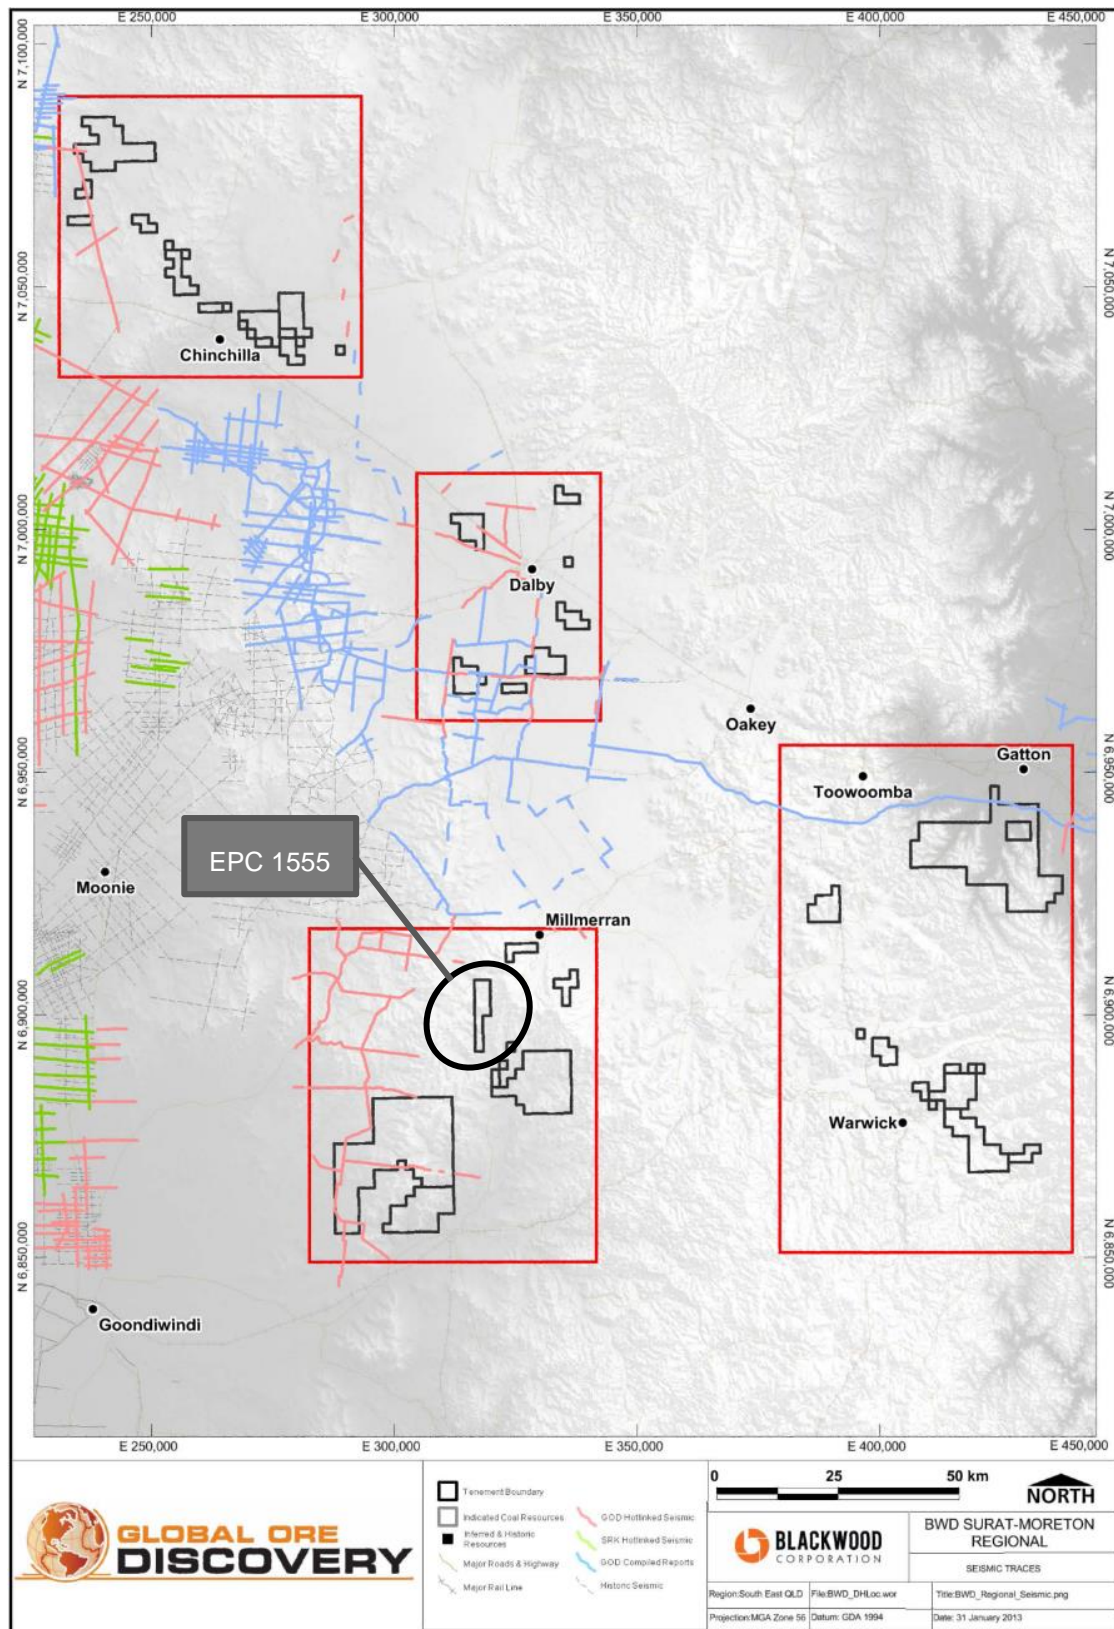 E 250,000
E 300,000
E 350,000
E 400,000
E 450,000
N 7,100,000
N 7,050,000
N 7,050,000
Chinchilla
N 7,000,000
N 7,000,000
Dalby
Oakey
Gatton
N 6,950,000
N 6,950,000
Toowoomba
EPC 1555
Moonie
Millmerran
N 6,900,000
N 6,900,000
Warwick
N 6,850,000
N 6,850,000
Goondiwindi
E 250,000
E 300,000
E 350,000
E 400,000
E 450,000
GLOBAL ORE
DISCOVERY
Tenement Boundary
Indicated Coal Resources
Inferred & Historic
Resources
Major Roads & Highway
Major Rail Line
GOD Hotlinked Seismic
SRK Hotlinked Seismic
GOD Compiled Reports
Historic Seismic
0 25 50 km
NORTH
BLACKWOOD
CORPORATION
BWD SURAT-MORETON
REGIONAL
SEISMIC TRACES
Region:South East QLD
File:BWD_DHLoc.wor
Title:BWD_Regional_Seismic.png
Projection:MGA Zone 56
Datum: GDA 1994
Date: 31 January 2013